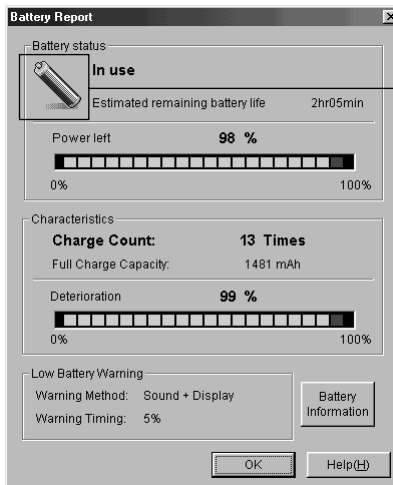 Battery Report
Battery status
In use
Estimated remaining battery life 2hr05min
Power left 98 %
0% 100%
Characteristics
Charge Count: 13 Times
Full Charge Capacity: 1481 mAh
Deterioration 99 %
0% 100%
Low Battery Warning
Warning Method: Sound + Display
Warning Timing: 5%
Battery Information
OK Help(H)